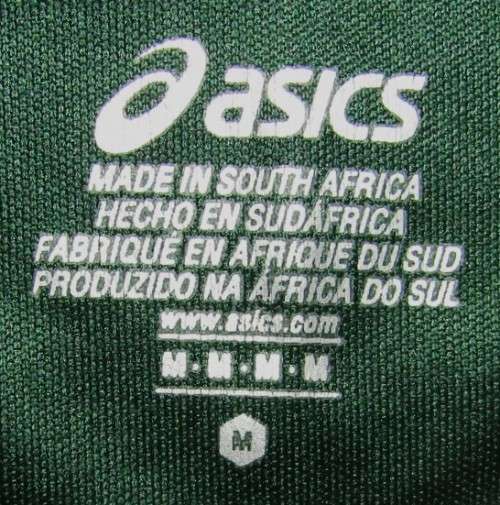 asics
MADE IN SOUTH AFRICA
HECHO EN SUDÁFRICA
FABRIQUÉ EN AFRIQUE DU SUD
PRODUZIDO NA ÁFRICA DO SUL
www.asics.com
M·M·M·M
M